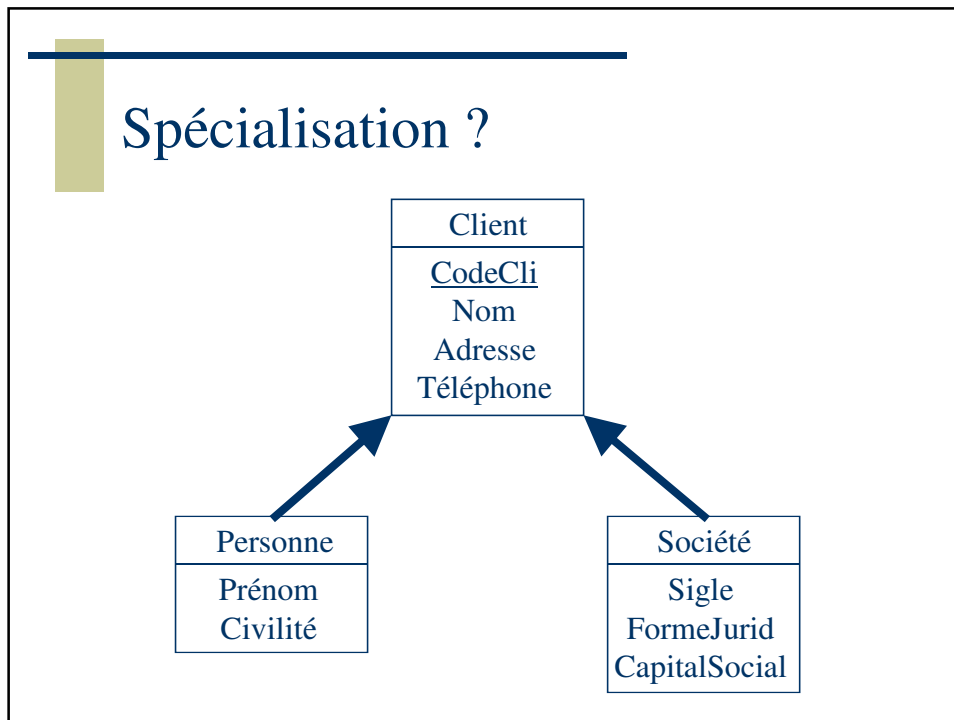 Spécialisation ?
Client
CodeCli
Nom
Adresse
Téléphone
Personne
Prénom
Civilité
Société
Sigle
FormeJurid
CapitalSocial